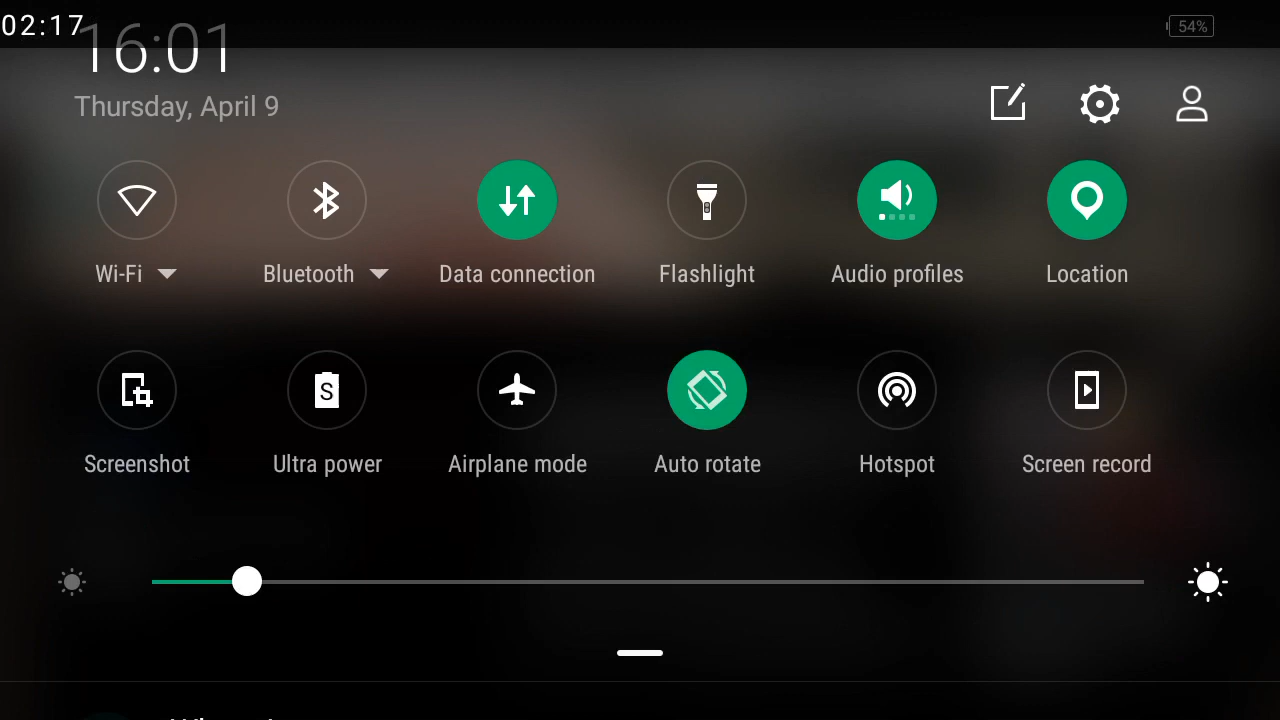 02:17
54%
16:01
Thursday, April 9
Wi-Fi
Bluetooth
Data connection
Flashlight
Audio profiles
Location
S
Screenshot
Ultra power
Airplane mode
Auto rotate
Hotspot
Screen record